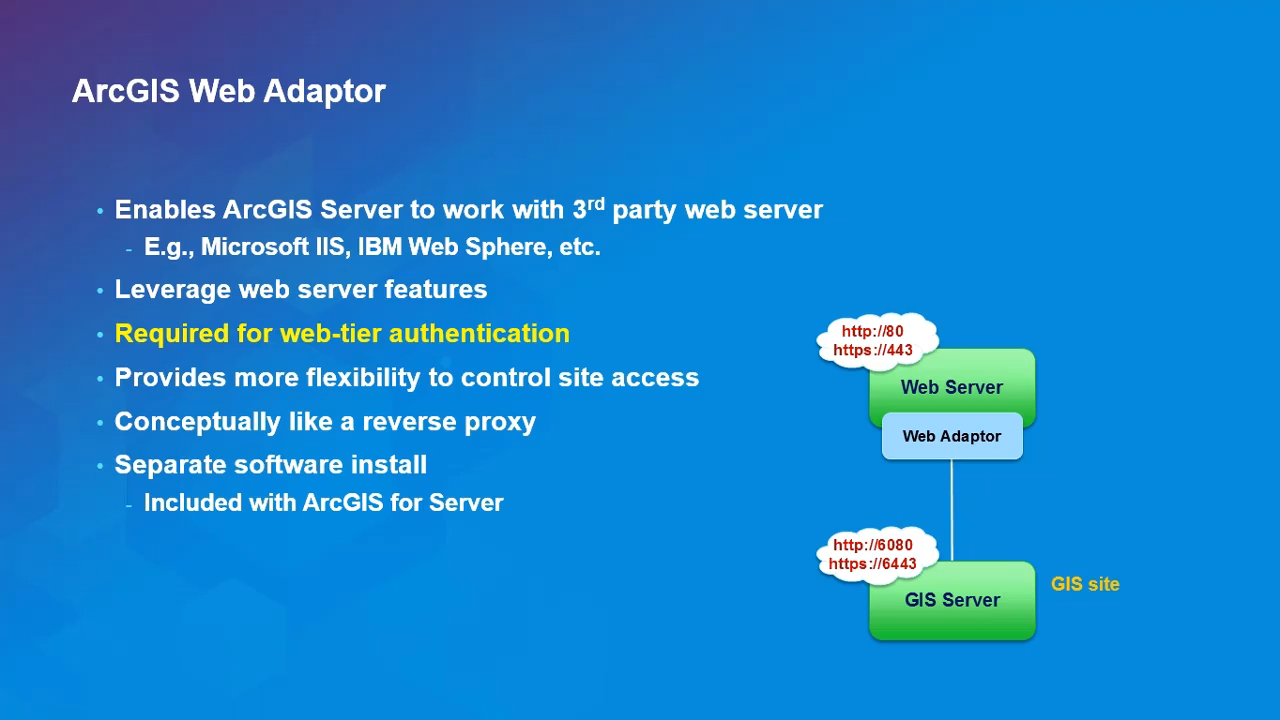 ArcGIS Web Adaptor
• Enables ArcGIS Server to work with 3rd party web server
- E.g., Microsoft IIS, IBM Web Sphere, etc.
• Leverage web server features
• Required for web-tier authentication
• Provides more flexibility to control site access
• Conceptually like a reverse proxy
• Separate software install
- Included with ArcGIS for Server
http://80
https://443
Web Server
Web Adaptor
http://6080
https://6443
GIS Server
GIS site